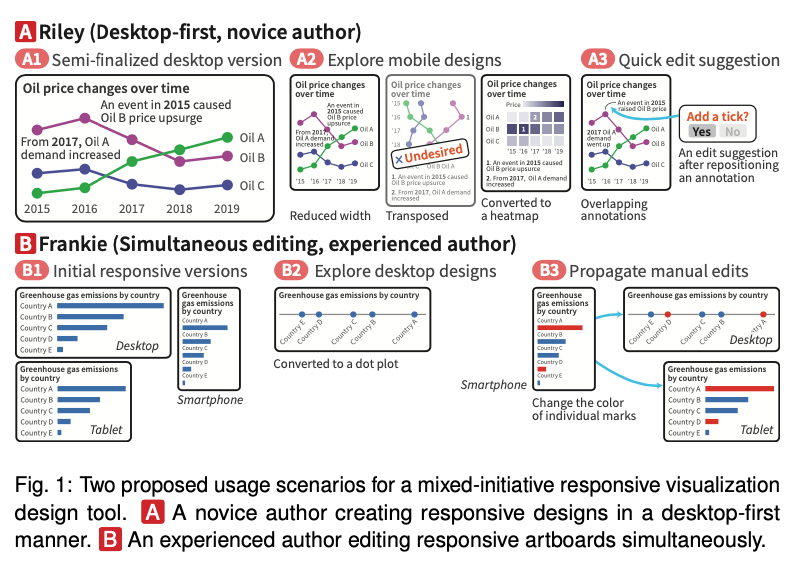 A Riley (Desktop-first, novice author)
A1 Semi-finalized desktop version
Oil price changes over time
An event in 2015 caused
Oil B price upsurge
From 2017, Oil A
demand increased
Oil A
Oil B
Oil C
2015 2016 2017 2018 2019
A2 Explore mobile designs
Oil price changes
over time
An event in
2015 caused
Oil B price
upsurge
From 2017,
Oil A demand
increased
Oil A
Oil B
Oil C
'15 '16 '17 '18 '19
Reduced width
Oil price changes
over time
'15
'16
'17
'18
1
× Undesired
Oil A
1. An event in 2015 caused
Oil B price upsurge
2. From 2017, Oil A demand
increased
Transposed
Oil price changes
over time
Price
Oil A 2
Oil B 1
Oil C
'15 '16 '17 '18 '19
1. An event in 2015 caused
Oil B price upsurge
2. From 2017, Oil A demand
increased
Converted to
a heatmap
A3 Quick edit suggestion
Oil price changes
over time
An event in 2015
raised Oil B price
2017 Oil A
demand
went up
Oil A
Oil B
Oil C
'15 '16 '17 '18 '19
Overlapping
annotations
Add a tick?
Yes No
An edit suggestion
after repositioning
an annotation
B Frankie (Simultaneous editing, experienced author)
B1 Initial responsive versions
Greenhouse gas emissions by country
Country A
Country B
Country C
Country D
Country E
Desktop
Greenhouse gas emissions
by country
Country A
Country B
Country C
Country D
Country E
Tablet
Greenhouse
gas emissions
by country
Country A
Country B
Country C
Country D
Country E
Smartphone
B2 Explore desktop designs
Greenhouse gas emissions by country
Country E
Country D
Country C
Country B
Country A
Converted to a dot plot
B3 Propagate manual edits
Greenhouse
gas emissions
by country
Country A
Country B
Country C
Country D
Country E
Smartphone
Change the color
of individual marks
Greenhouse gas emissions by country
Country E
Country D
Country C
Country B
Desktop
Greenhouse gas emissions
by country
Country A
Country B
Country C
Country D
Country E
Tablet
Fig. 1: Two proposed usage scenarios for a mixed-initiative responsive visualization
design tool. A A novice author creating responsive designs in a desktop-first
manner. B An experienced author editing responsive artboards simultaneously.